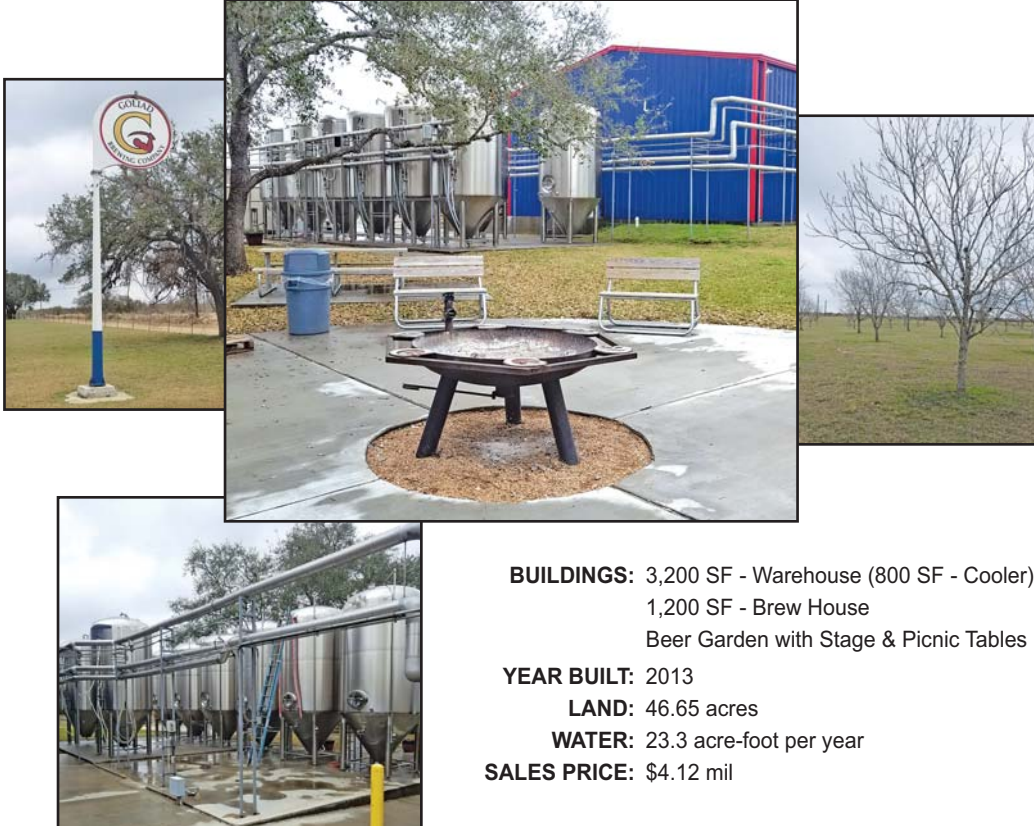 GOLIAD
BREWING COMPANY
BUILDINGS: 3,200 SF - Warehouse (800 SF - Cooler)
1,200 SF - Brew House
Beer Garden with Stage & Picnic Tables
YEAR BUILT: 2013
LAND: 46.65 acres
WATER: 23.3 acre-foot per year
SALES PRICE: $4.12 mil